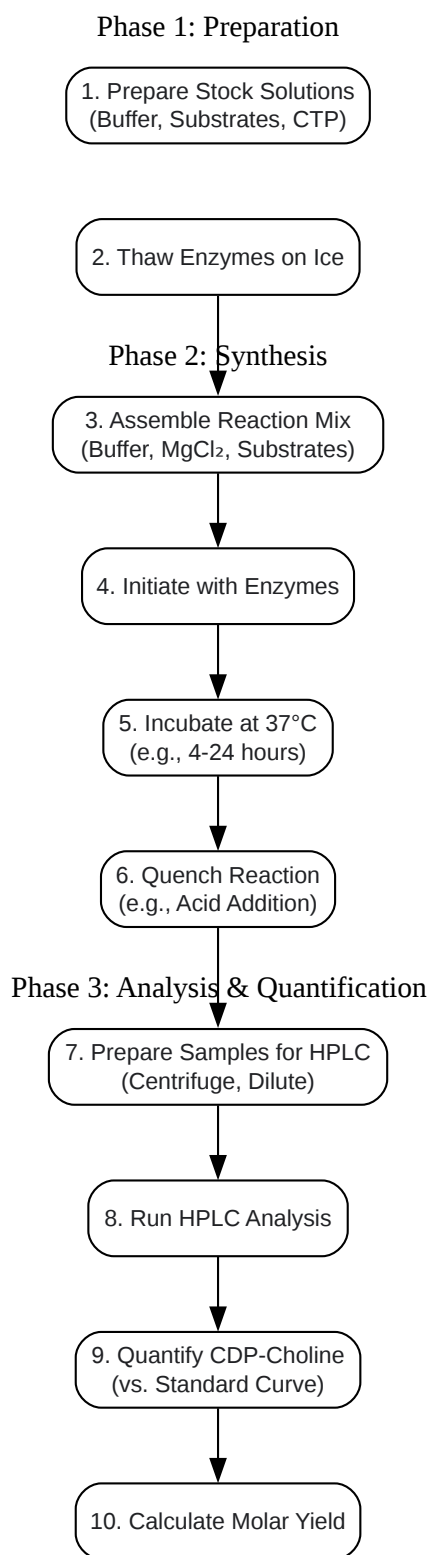 Phase 1: Preparation
1. Prepare Stock Solutions
(Buffer, Substrates, CTP)
2. Thaw Enzymes on Ice
Phase 2: Synthesis
3. Assemble Reaction Mix
(Buffer, MgCl₂, Substrates)
4. Initiate with Enzymes
5. Incubate at 37°C
(e.g., 4-24 hours)
6. Quench Reaction
(e.g., Acid Addition)
Phase 3: Analysis & Quantification
7. Prepare Samples for HPLC
(Centrifuge, Dilute)
8. Run HPLC Analysis
9. Quantify CDP-Choline
(vs. Standard Curve)
10. Calculate Molar Yield